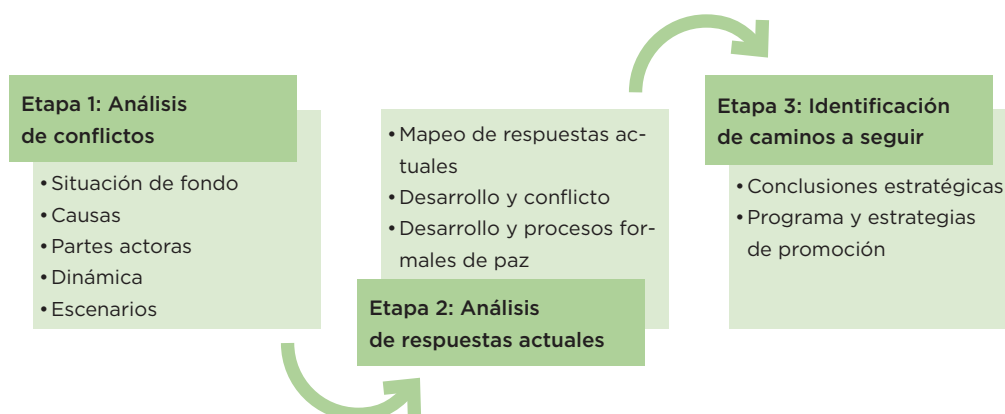 Etapa 1: Análisis
de conflictos
• Situación de fondo
• Causas
• Partes actoras
• Dinámica
• Escenarios
• Mapeo de respuestas ac-
tuales
• Desarrollo y conflicto
• Desarrollo y procesos for-
males de paz
Etapa 2: Análisis
de respuestas actuales
Etapa 3: Identificación
de caminos a seguir
• Conclusiones estratégicas
• Programa y estrategias
de promoción